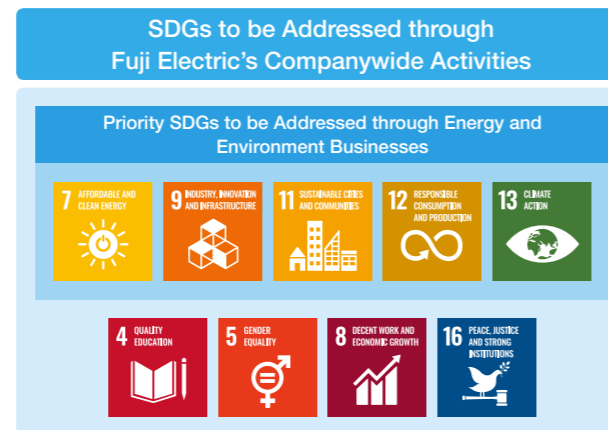 SDGs to be Addressed through
Fuji Electric's Companywide Activities
Priority SDGs to be Addressed through Energy and
Environment Businesses
7 AFFORDABLE AND
CLEAN ENERGY
9 INDUSTRY, INNOVATION
AND INFRASTRUCTURE
11 SUSTAINABLE CITIES
AND COMMUNITIES
12 RESPONSIBLE
CONSUMPTION
AND PRODUCTION
13 CLIMATE
ACTION
4 QUALITY
EDUCATION
5 GENDER
EQUALITY
8 DECENT WORK AND
ECONOMIC GROWTH
16 PEACE, JUSTICE
AND STRONG
INSTITUTIONS